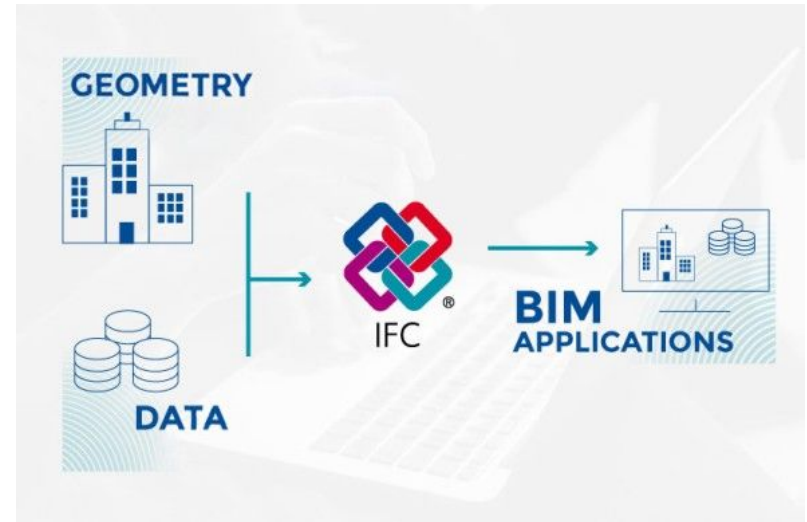 GEOMETRY
DATA
®
IFC
BIM
APPLICATIONS